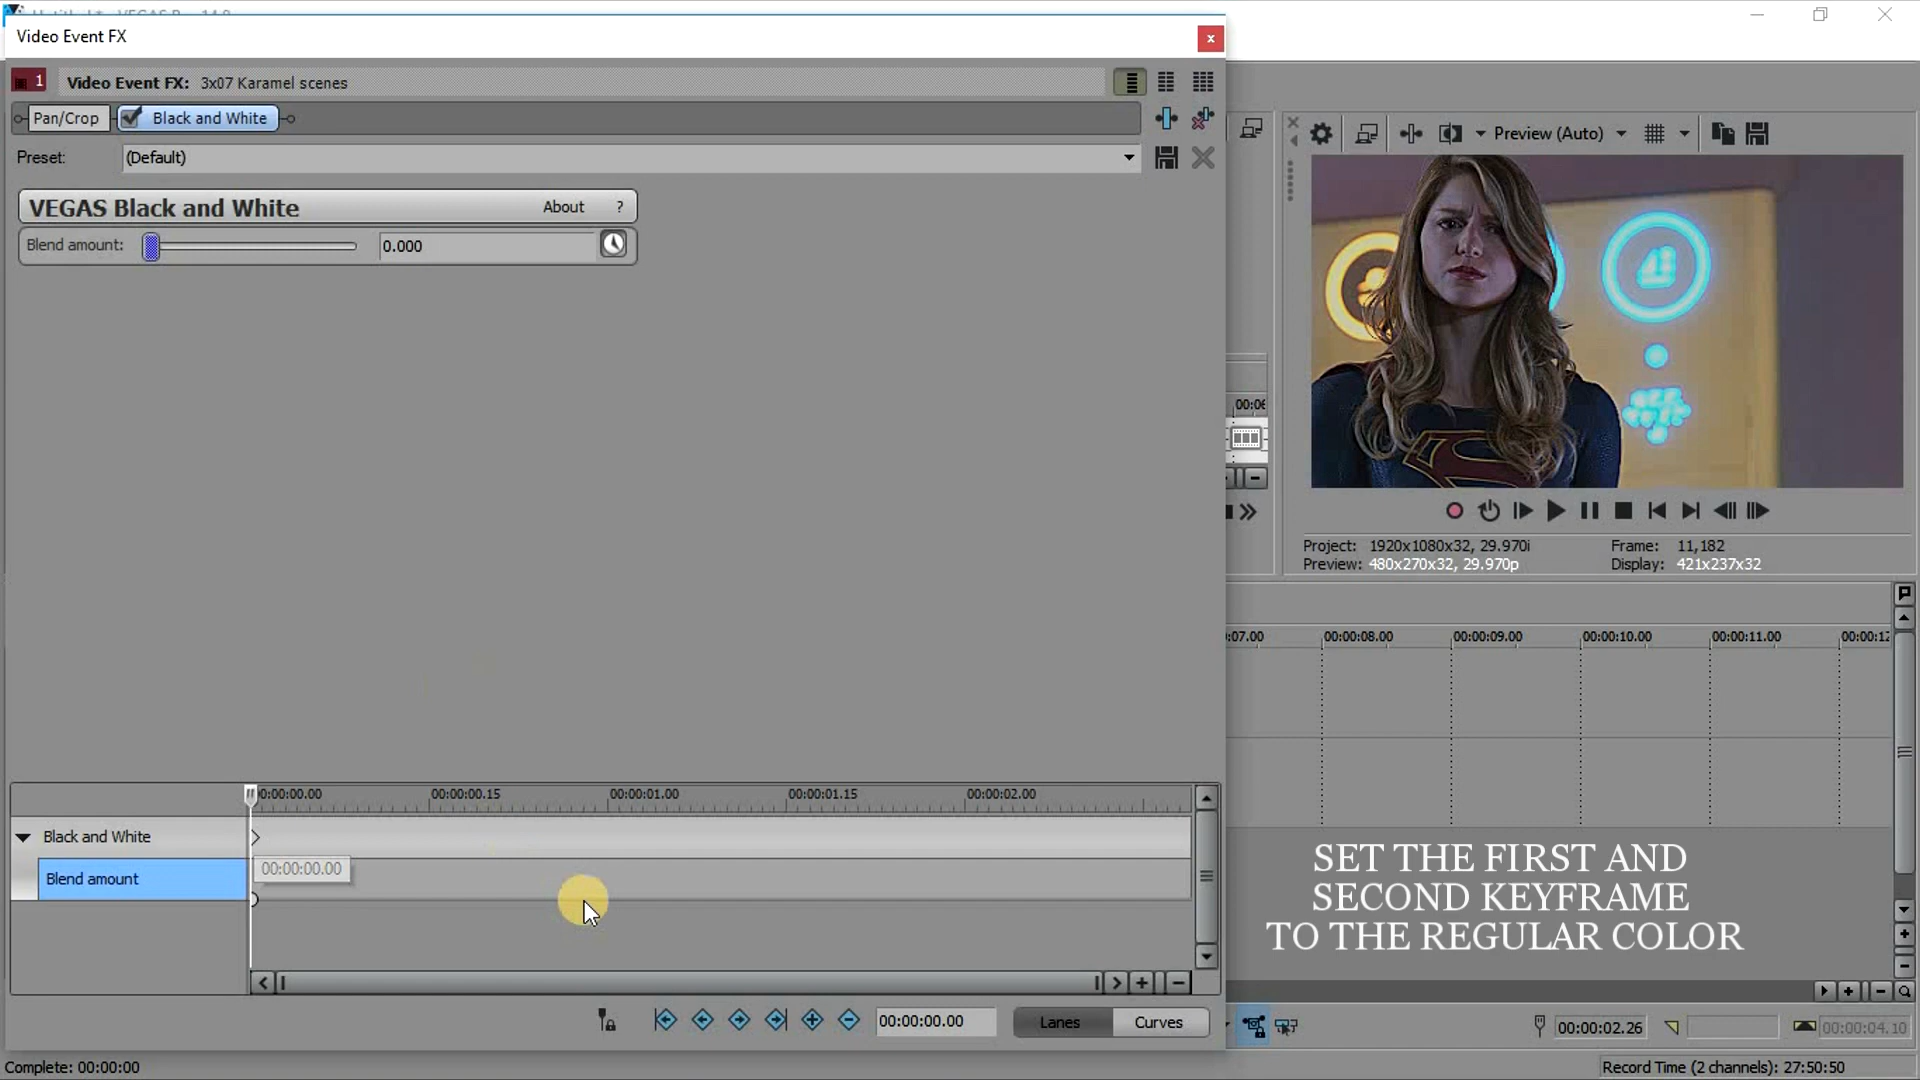 Video Event FX
x
1
Video Event FX: 3x07 Karamel scenes
Pan/Crop
Black and White
Preset:
(Default)
VEGAS Black and White
About
?
Blend amount:
0.000
Preview (Auto)
00:06
Project: 1920x1080x32, 29.970i
Frame: 11,182
Preview: 480x270x32, 29.970p
Display: 421x237x32
:07.00
00:00:08.00
00:00:09.00
00:00:10.00
00:00:11.00
00:00:12
00:00:00.00
00:00:00.15
00:00:01.00
00:00:01.15
00:00:02.00
Black and White
Blend amount
00:00:00.00
SET THE FIRST AND
SECOND KEYFRAME
TO THE REGULAR COLOR
00:00:00.00
Lanes
Curves
00:00:02.26
00:00:04.10
Complete: 00:00:00
Record Time (2 channels): 27:50:50